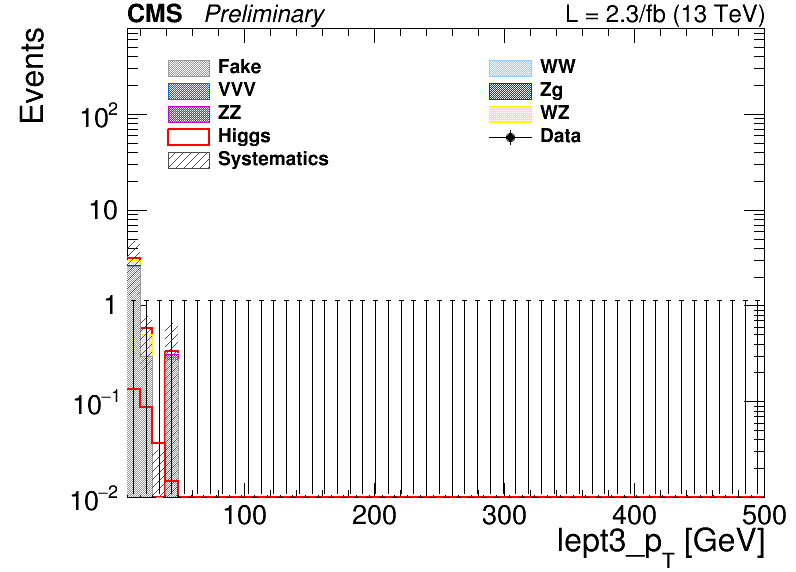 CMS Preliminary L = 2.3/fb (13 TeV)
Events
Fake WW
VVV Zg
ZZ WZ
Higgs Data
Systematics
10²
10
1
10⁻¹
10⁻²
100 200 300 400 500
lept3_p_T [GeV]